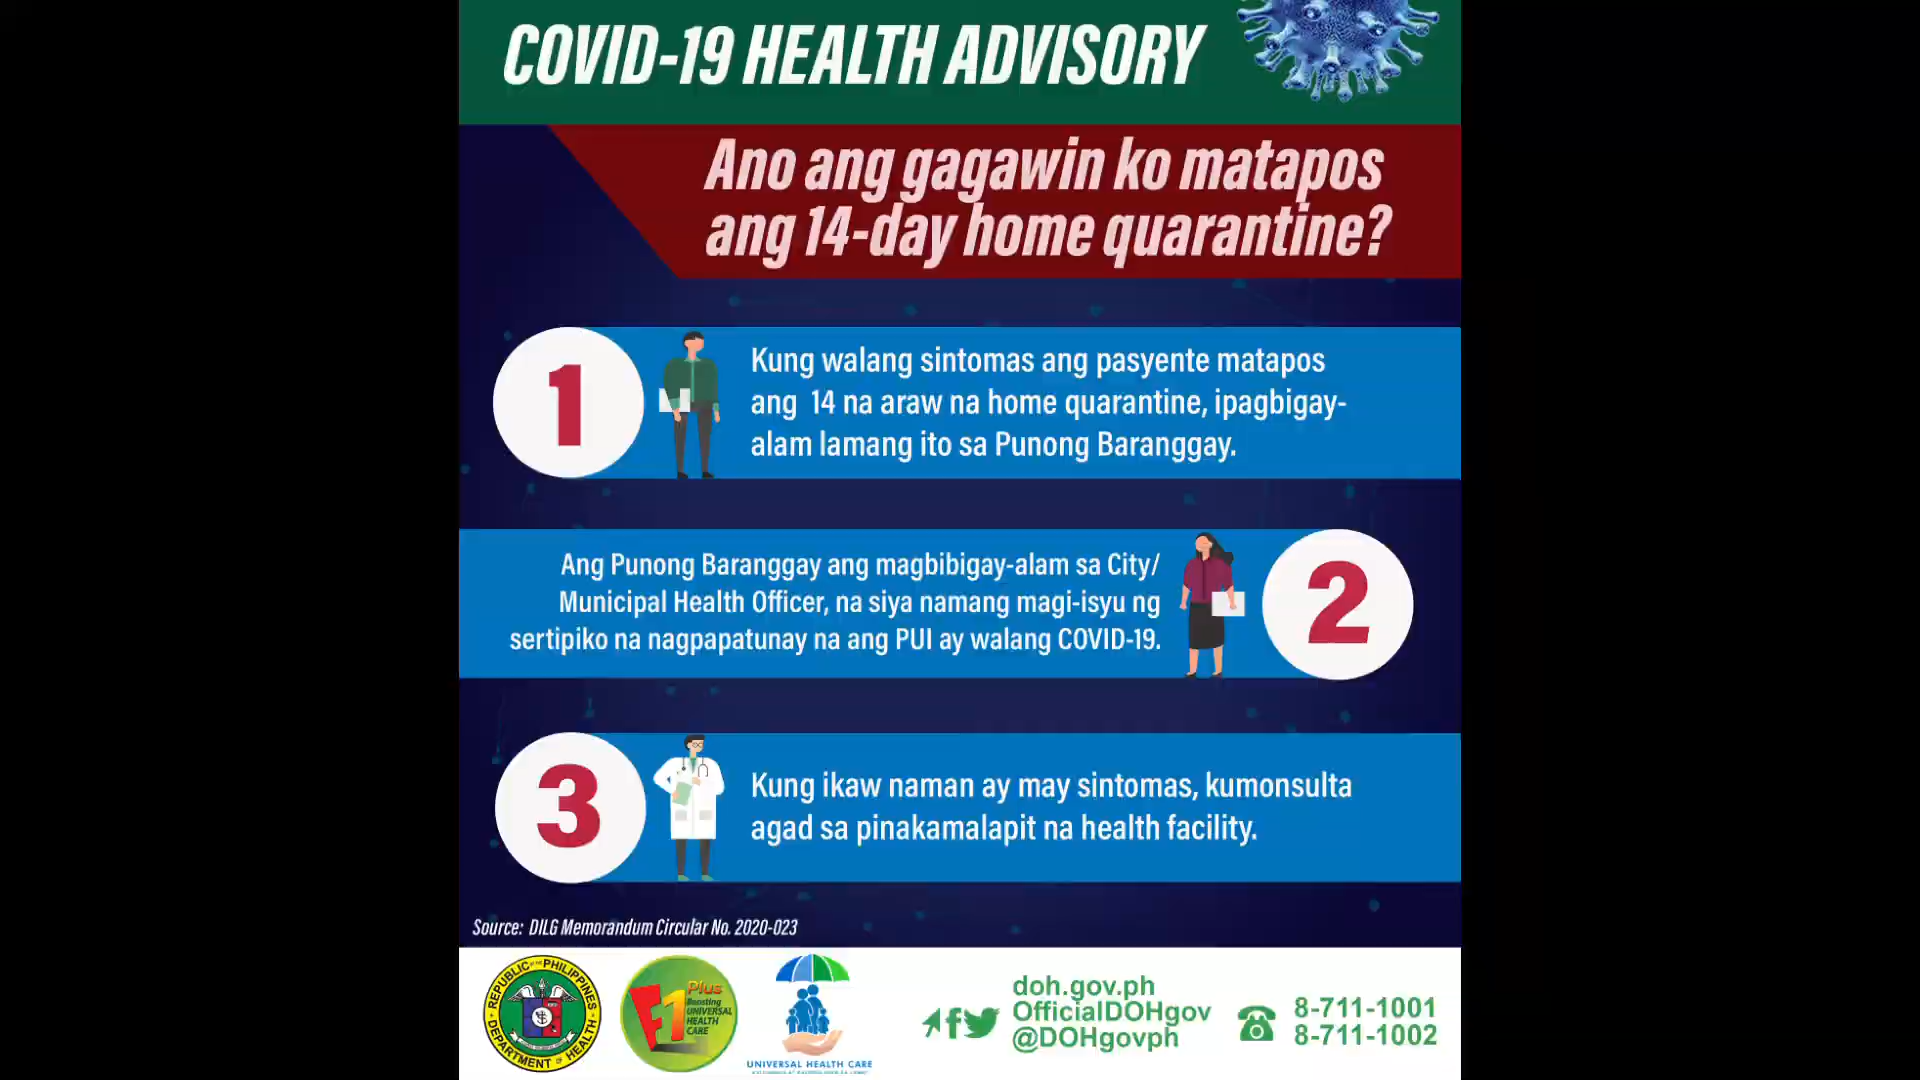 COVID-19 HEALTH ADVISORY
Ano ang gagawin ko matapos
ang 14-day home quarantine?
1
Kung walang sintomas ang pasyente matapos
ang 14 na araw na home quarantine, ipagbigay-
alam lamang ito sa Punong Baranggay.
Ang Punong Baranggay ang magbibigay-alam sa City/
Municipal Health Officer, na siya namang magi-isyu ng
sertipiko na nagpapatunay na ang PUI ay walang COVID-19.
2
3
Kung ikaw naman ay may sintomas, kumonsulta
agad sa pinakamalapit na health facility.
Source: DILG Memorandum Circular No. 2020-023
REPUBLIC OF THE PHILIPPINES
DEPARTMENT OF HEALTH
F1 Plus
Boosting
UNIVERSAL
HEALTH
CARE
UNIVERSAL HEALTH CARE
doh.gov.ph
OfficialDOHgov
@DOHgovph
8-711-1001
8-711-1002